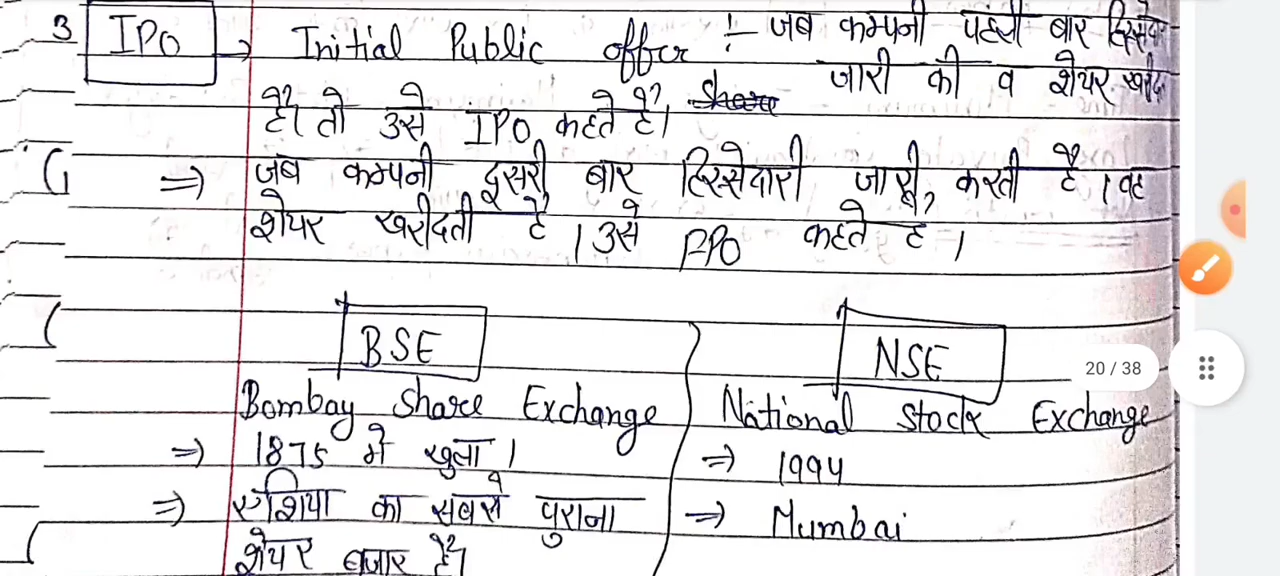 3 IPO → Initial Public offer :- जब कम्पनी पहली बार हिस्सेदारी
जारी की व शेयर खरीद
है। तो उसे IPO कहते है।
⇒ जब कम्पनी दूसरी बार हिस्सेदारी जारी करती है । वह
शेयर खरीदती है । उसे FPO कहते है ।
BSE
Bombay Share Exchange
⇒ 1875 मे खुला ।
⇒ एशिया का सबसे पुराना
शेयर बजार है।
NSE
National Stock Exchange
⇒ 1994
⇒ Mumbai
20 / 38